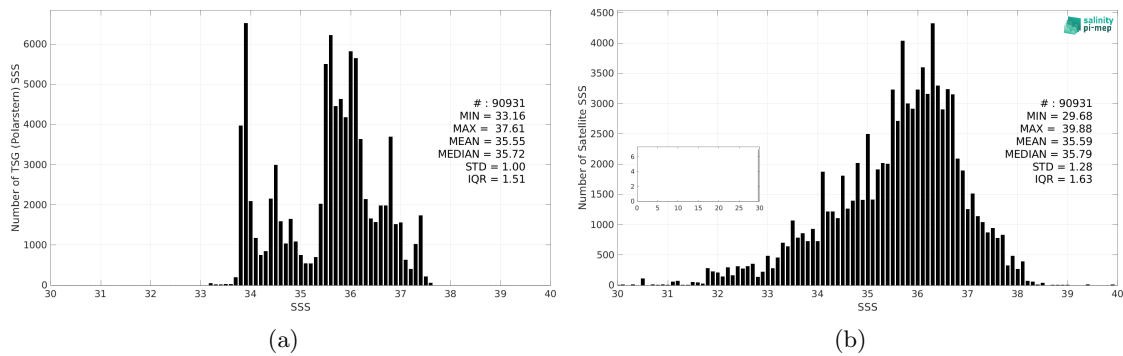 6000
5000
4000
3000
2000
1000
0
Number of TSG (Polarstern) SSS
# : 90931
MIN = 33.16
MAX = 37.61
MEAN = 35.55
MEDIAN = 35.72
STD = 1.00
IQR = 1.51
30 31 32 33 34 35 36 37 38 39 40
SSS
(a)
4500
4000
3500
3000
2500
2000
1500
1000
500
0
Number of Satellite SSS
salinity
pi-mep
# : 90931
MIN = 29.68
MAX = 39.88
MEAN = 35.59
MEDIAN = 35.79
STD = 1.28
IQR = 1.63
6
4
2
0
0 5 10 15 20 25 30
30 31 32 33 34 35 36 37 38 39 40
SSS
(b)